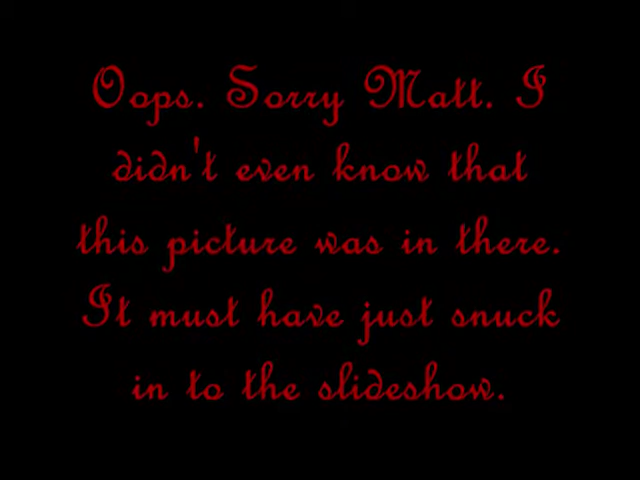 Oops. Sorry Matt. I
didn't even know that
this picture was in there.
It must have just snuck
in to the slideshow.